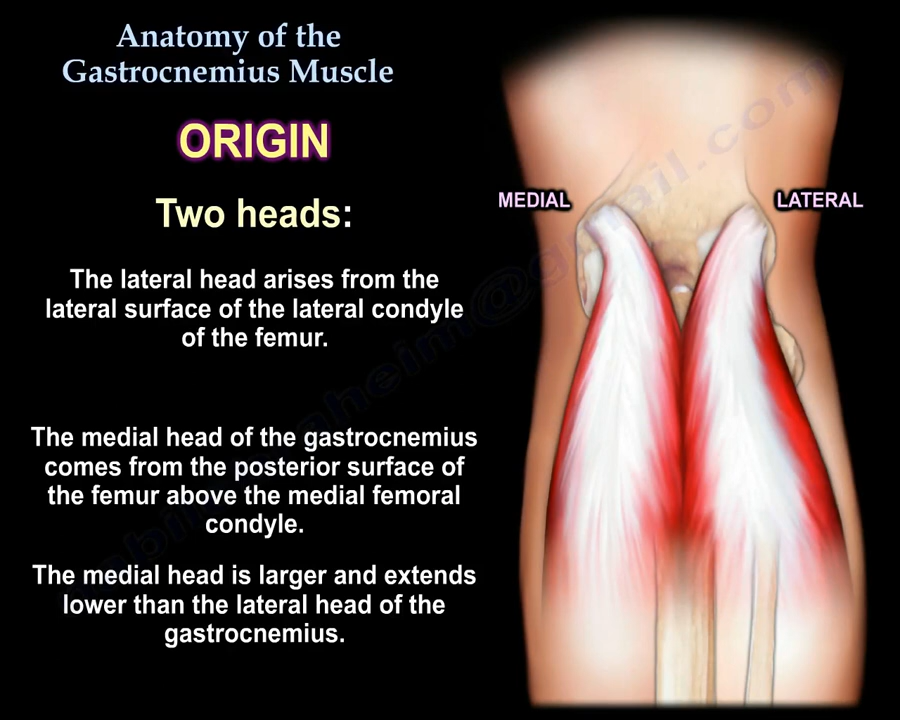 Anatomy of the
Gastrocnemius Muscle
ORIGIN
Two heads:
MEDIAL
LATERAL
The lateral head arises from the
lateral surface of the lateral condyle
of the femur.
The medial head of the gastrocnemius
comes from the posterior surface of
the femur above the medial femoral
condyle.
The medial head is larger and extends
lower than the lateral head of the
gastrocnemius.